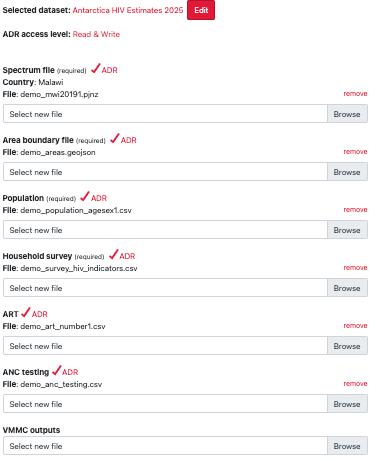 Selected dataset: Antarctica HIV Estimates 2025 Edit
ADR access level: Read & Write
Spectrum file (required) ADR
Country: Malawi
File: demo_mwi20191.pjnz remove
Select new file Browse
Area boundary file (required) ADR
File: demo_areas.geojson remove
Select new file Browse
Population (required) ADR
File: demo_population_agesex1.csv remove
Select new file Browse
Household survey (required) ADR
File: demo_survey_hiv_indicators.csv remove
Select new file Browse
ART ADR
File: demo_art_number1.csv remove
Select new file Browse
ANC testing ADR
File: demo_anc_testing.csv remove
Select new file Browse
VMMC outputs
Select new file Browse